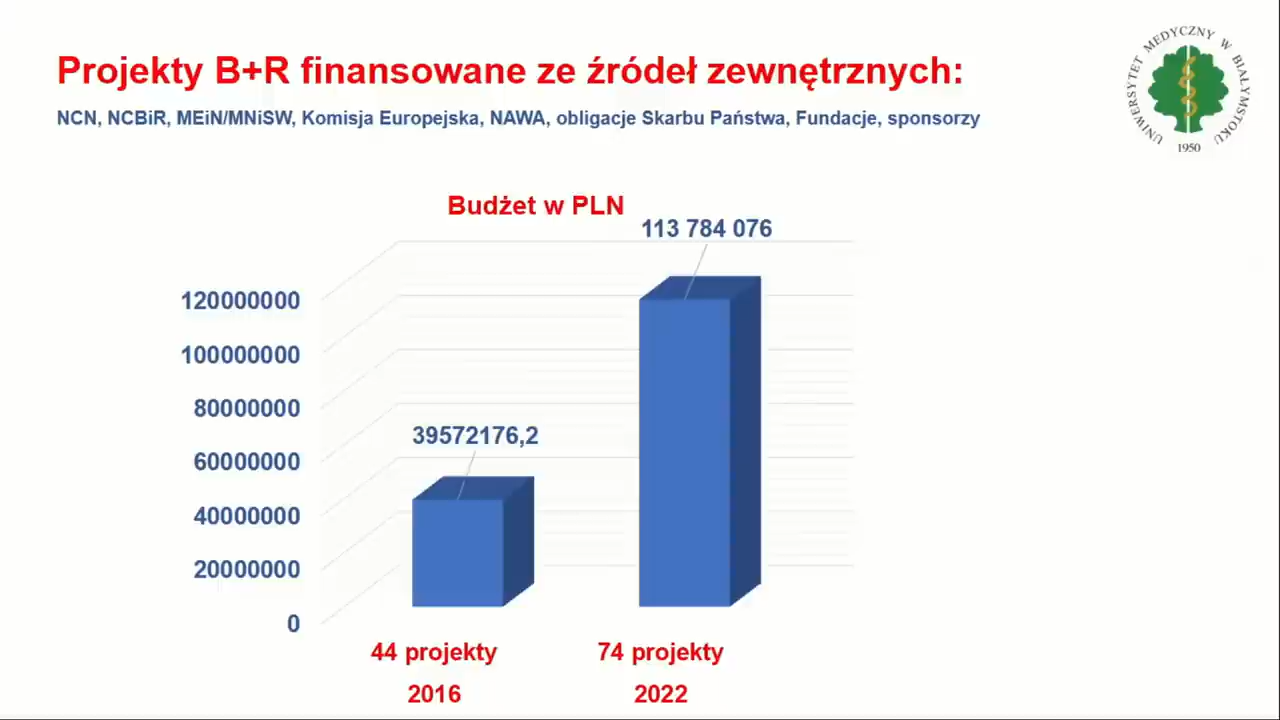 Projekty B+R finansowane ze źródeł zewnętrznych:
NCN, NCBiR, MEiN/MNiSW, Komisja Europejska, NAWA, obligacje Skarbu Państwa, Fundacje, sponsorzy
UNIWERSYTET MEDYCZNY W BIAŁYMSTOKU
1950
Budżet w PLN
113 784 076
120000000
100000000
80000000
39572176,2
60000000
40000000
20000000
0
44 projekty
74 projekty
2016
2022